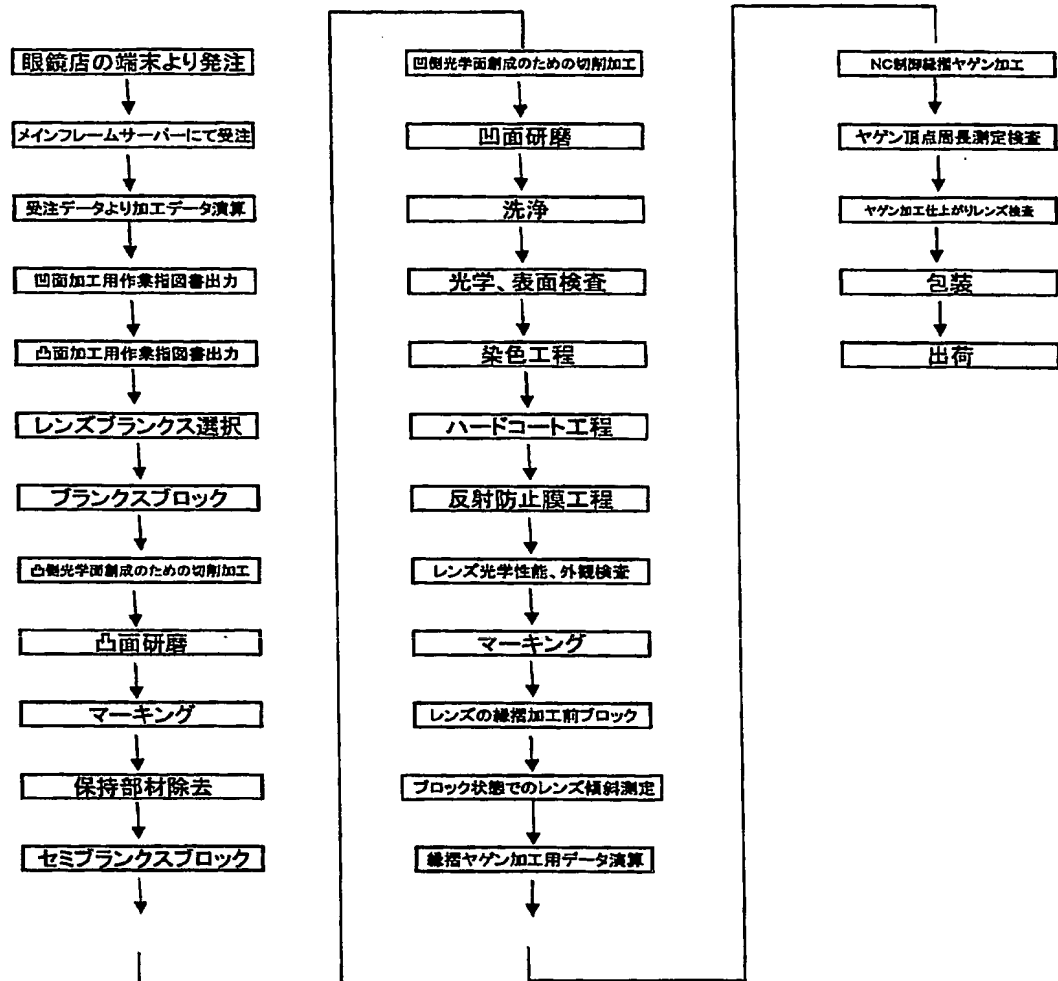 眼鏡店の端末より発注
メインフレームサーバーにて受注
受注データより加工データ演算
凹面加工用作業指図書出力
凸面加工用作業指図書出力
レンズブランクス選択
ブランクスブロック
凸側光学面創成のための切削加工
凸面研磨
マーキング
保持部材除去
セミブランクスブロック
凹側光学面創成のための切削加工
凹面研磨
洗浄
光学、表面検査
染色工程
ハードコート工程
反射防止膜工程
レンズ光学性能、外観検査
マーキング
レンズの縁摺加工前ブロック
ブロック状態でのレンズ傾斜測定
縁摺ヤゲン加工用データ演算
NC制御縁摺ヤゲン加工
ヤゲン頂点周長測定検査
ヤゲン加工仕上がりレンズ検査
包装
出荷